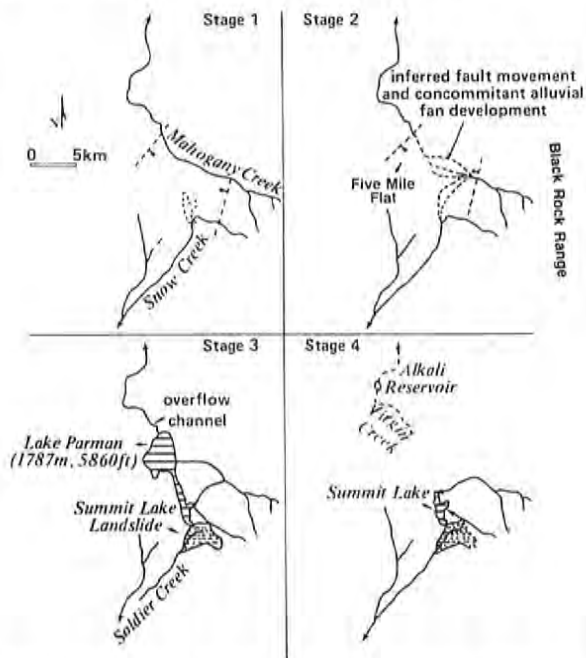 Stage 1
N
0 5km
Mahogany Creek
Snow Creek
Stage 2
inferred fault movement
and concommitant alluvial
fan development
Five Mile
Flat
Black Rock Range
Stage 3
overflow
channel
Lake Parman
(1787m, 5860ft)
Summit Lake
Landslide
Soldier Creek
Stage 4
Alkali
Reservoir
Virgin
Creek
Summit Lake